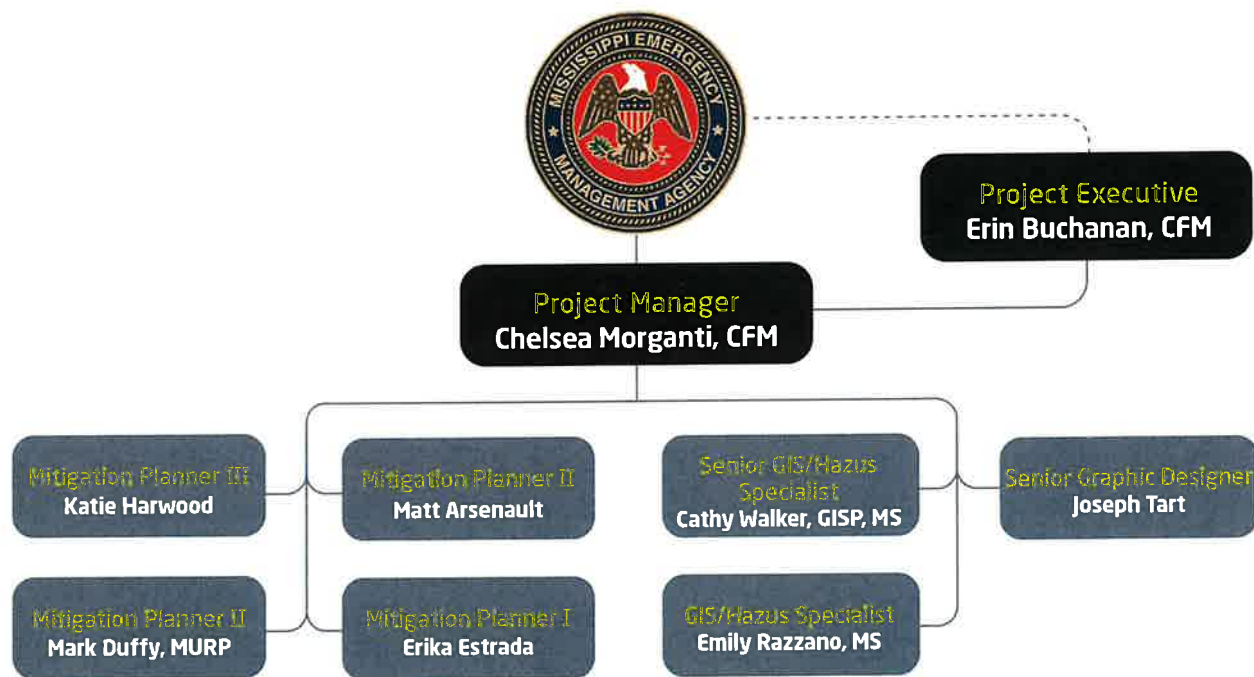 MISSISSIPPI EMERGENCY
MANAGEMENT AGENCY
Project Executive
Erin Buchanan, CFM
Project Manager
Chelsea Morganti, CFM
Mitigation Planner III
Katie Harwood
Mitigation Planner II
Matt Arsenault
Senior GIS/Hazus
Specialist
Cathy Walker, GISP, MS
Senior Graphic Designer
Joseph Tart
Mitigation Planner II
Mark Duffy, MURP
Mitigation Planner I
Erika Estrada
GIS/Hazus Specialist
Emily Razzano, MS